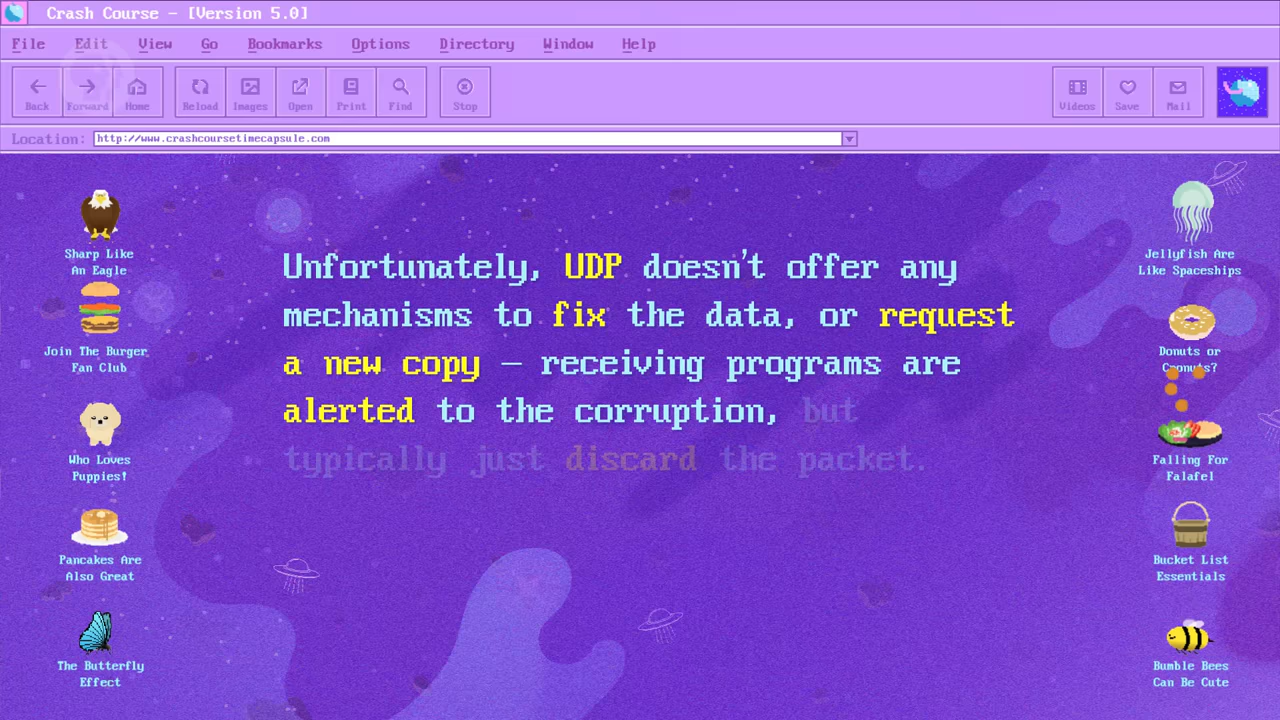 Crash Course - [Version 5.0]
File Edit View Go Bookmarks Options Directory Window Help
Back Forward Home Reload Images Open Print Find Stop Videos Save Mail
Location: http://www.crashcoursetimecapsule.com
Sharp Like
An Eagle
Join The Burger
Fan Club
Who Loves
Puppies!
Pancakes Are
Also Great
The Butterfly
Effect
Unfortunately, UDP doesn't offer any
mechanisms to fix the data, or request
a new copy – receiving programs are
alerted to the corruption, but
typically just discard the packet.
Jellyfish Are
Like Spaceships
Donuts or
Cronuts?
Falling For
Falafel
Bucket List
Essentials
Bumble Bees
Can Be Cute